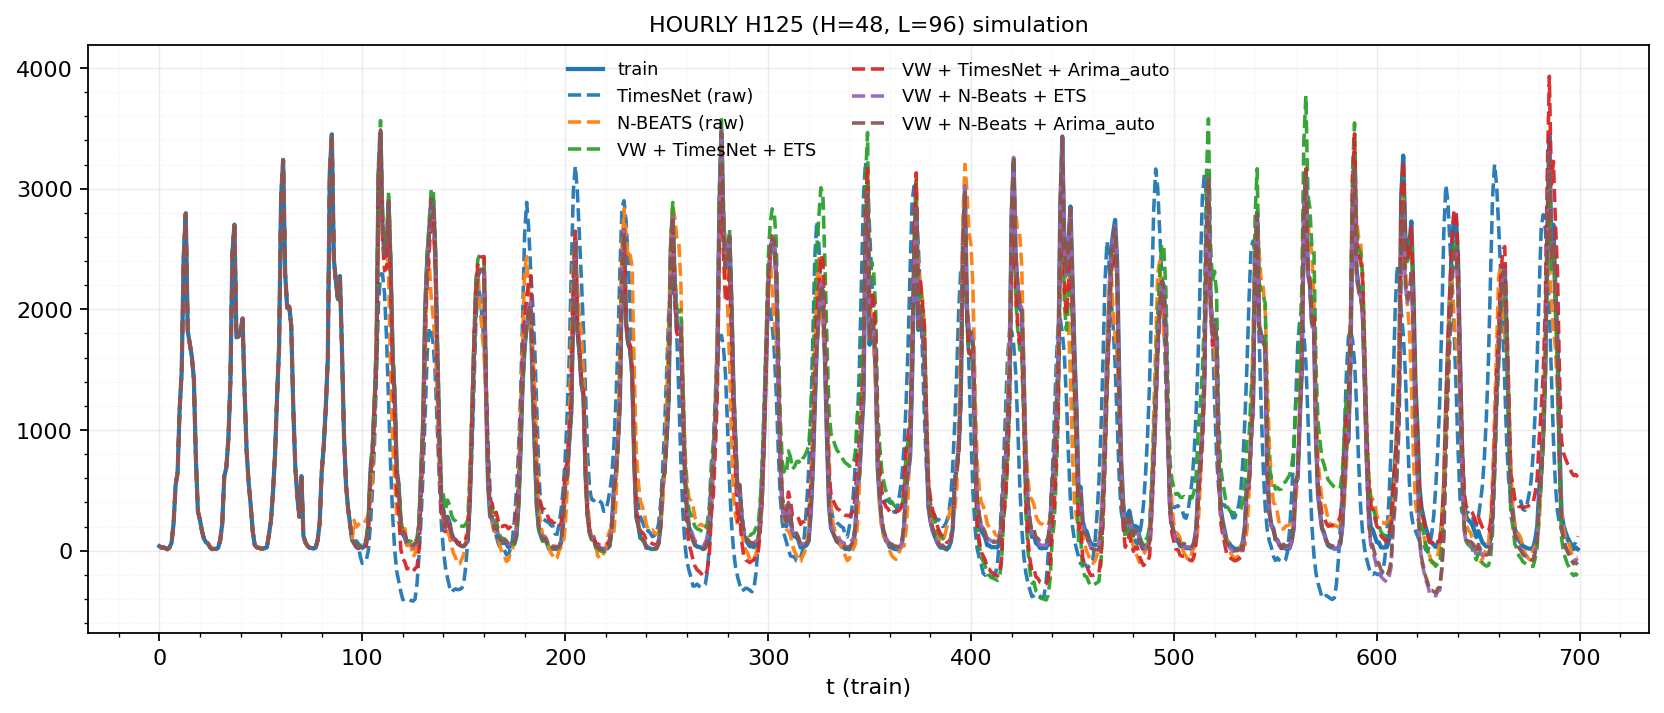 HOURLY H125 (H=48, L=96) simulation
train
TimesNet (raw)
N-BEATS (raw)
VW + TimesNet + ETS
VW + TimesNet + Arima_auto
VW + N-Beats + ETS
VW + N-Beats + Arima_auto
4000
3000
2000
1000
0
0 100 200 300 400 500 600 700
t (train)